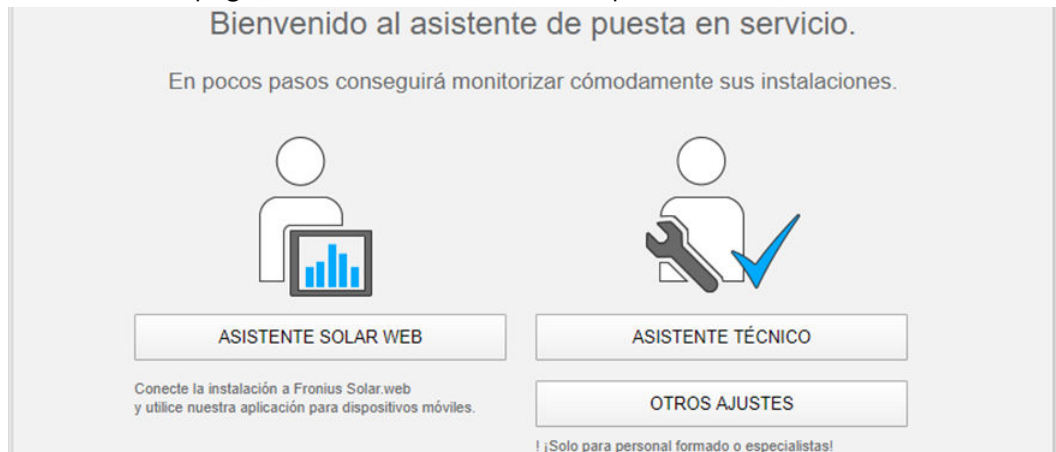 Bienvenido al asistente de puesta en servicio.
En pocos pasos conseguirá monitorizar cómodamente sus instalaciones.
ASISTENTE SOLAR WEB
Conecte la instalación a Fronius Solar.web
y utilice nuestra aplicación para dispositivos móviles.
ASISTENTE TÉCNICO
OTROS AJUSTES
! ¡Solo para personal formado o especialistas!